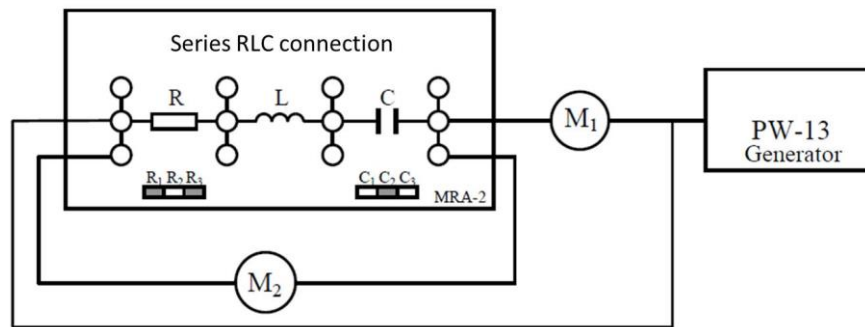 Series RLC connection
R L C
M₁
PW-13
Generator
R₁ R₂ R₃
C₁ C₂ C₃
MRA-2
M₂